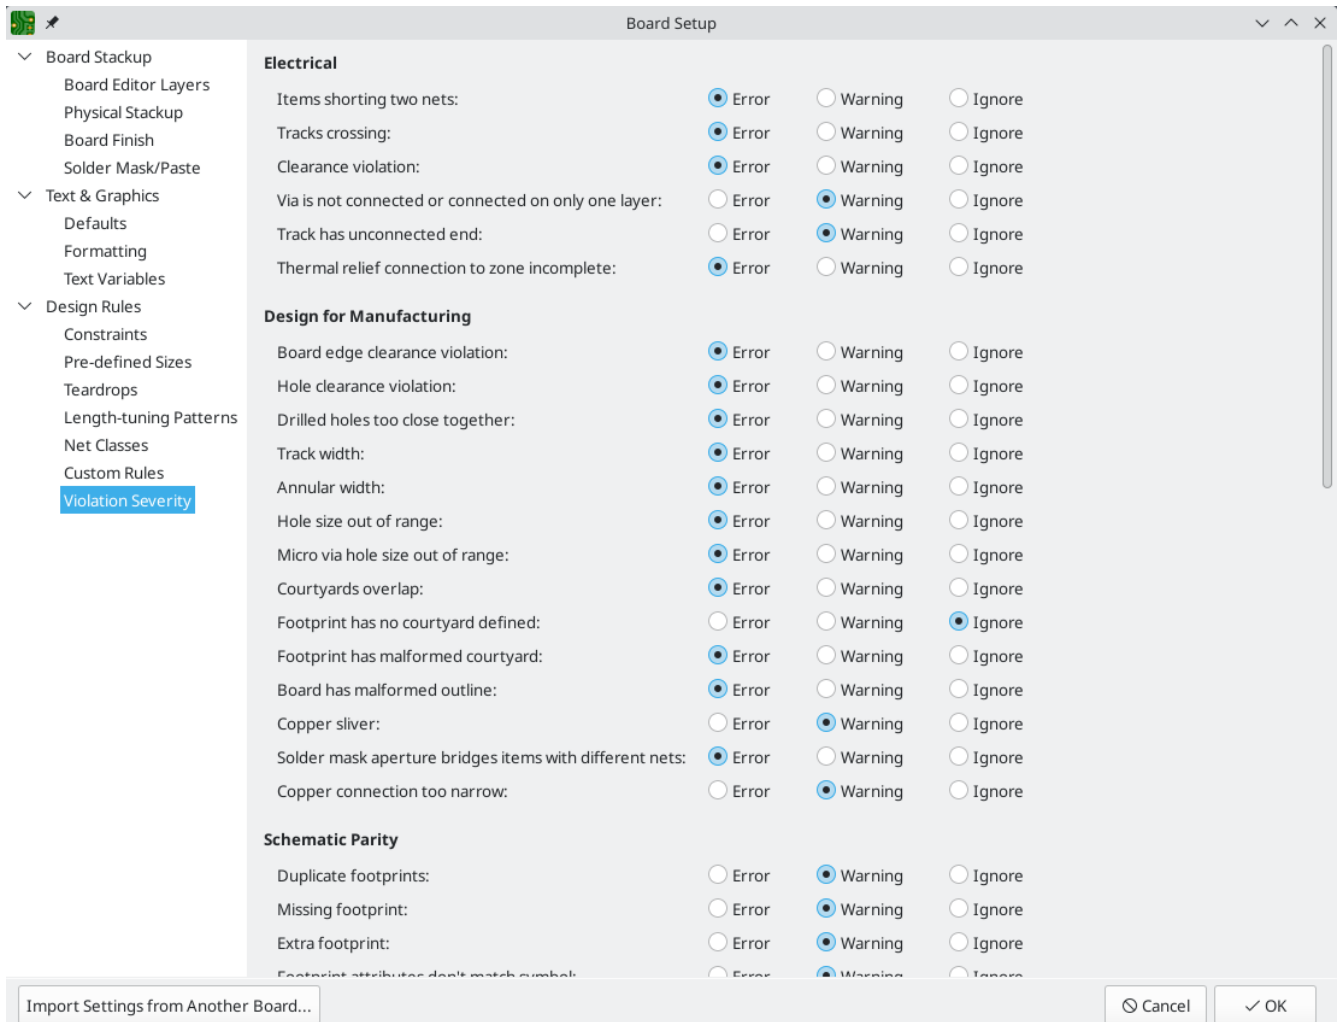 Board Setup
Board Stackup
Board Editor Layers
Physical Stackup
Board Finish
Solder Mask/Paste
Text & Graphics
Defaults
Formatting
Text Variables
Design Rules
Constraints
Pre-defined Sizes
Teardrops
Length-tuning Patterns
Net Classes
Custom Rules
Violation Severity
Electrical
Items shorting two nets: Error Warning Ignore
Tracks crossing: Error Warning Ignore
Clearance violation: Error Warning Ignore
Via is not connected or connected on only one layer: Error Warning Ignore
Track has unconnected end: Error Warning Ignore
Thermal relief connection to zone incomplete: Error Warning Ignore
Design for Manufacturing
Board edge clearance violation: Error Warning Ignore
Hole clearance violation: Error Warning Ignore
Drilled holes too close together: Error Warning Ignore
Track width: Error Warning Ignore
Annular width: Error Warning Ignore
Hole size out of range: Error Warning Ignore
Micro via hole size out of range: Error Warning Ignore
Courtyards overlap: Error Warning Ignore
Footprint has no courtyard defined: Error Warning Ignore
Footprint has malformed courtyard: Error Warning Ignore
Board has malformed outline: Error Warning Ignore
Copper sliver: Error Warning Ignore
Solder mask aperture bridges items with different nets: Error Warning Ignore
Copper connection too narrow: Error Warning Ignore
Schematic Parity
Duplicate footprints: Error Warning Ignore
Missing footprint: Error Warning Ignore
Extra footprint: Error Warning Ignore
Footprint attributes don't match symbol: Error Warning Ignore
Import Settings from Another Board...
Cancel
OK